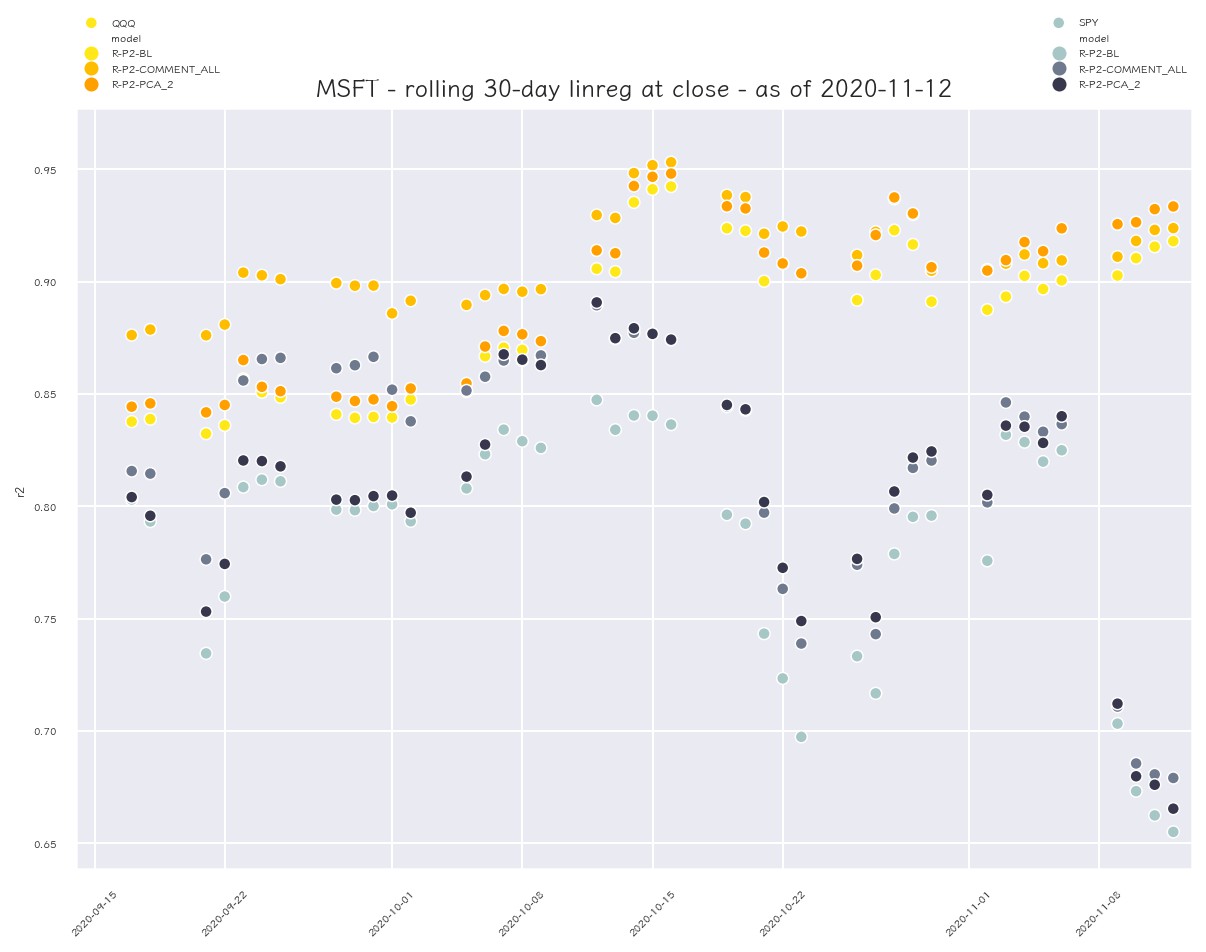 QQQ
model
R-P2-BL
R-P2-COMMENT_ALL
R-P2-PCA_2
SPY
model
R-P2-BL
R-P2-COMMENT_ALL
R-P2-PCA_2
MSFT - rolling 30-day linreg at close - as of 2020-11-12
0.95
0.90
0.85
0.80
0.75
0.70
0.65
r2
2020-09-15
2020-09-22
2020-10-01
2020-10-08
2020-10-15
2020-10-22
2020-11-01
2020-11-08